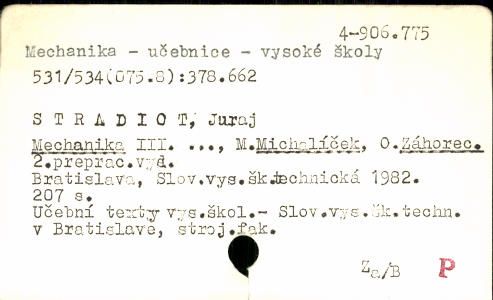 4-906.775
Mechanika - učebnice - vysoké školy
531/534(075.8):378.662
STRADIOT, Juraj
Mechanika III. ..., M.Michalíček, O.Záhorec.
2.preprac.vyd.
Bratislava, Slov.vys.šk.technická 1982.
207 s.
Učební texty vys.škol.- Slov.vys.šk.techn.
v Bratislave, stroj.fak.
Za/B P